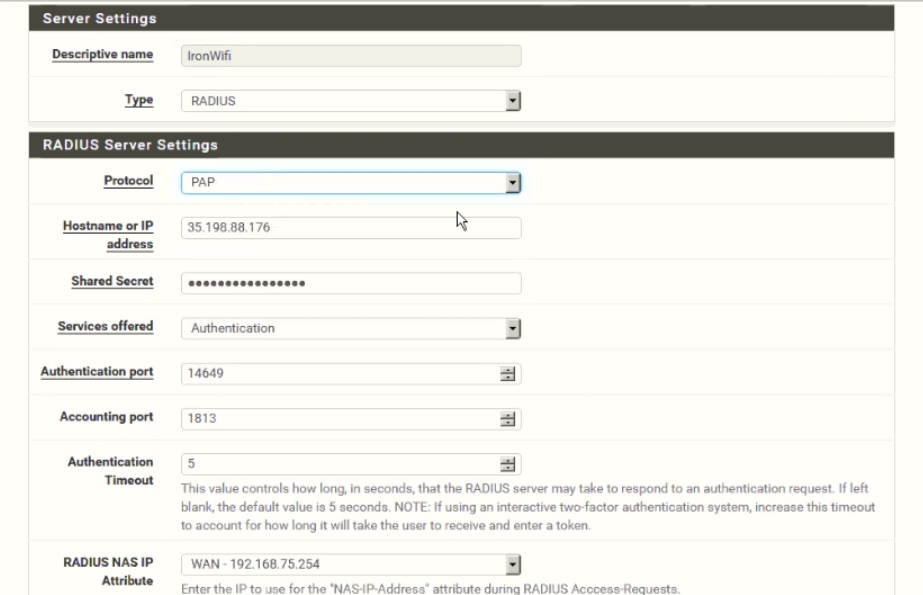 Server Settings
Descriptive name
IronWifi
Type
RADIUS
RADIUS Server Settings
Protocol
PAP
Hostname or IP
address
35.198.88.176
Shared Secret
••••••••••••••••
Services offered
Authentication
Authentication port
14649
Accounting port
1813
Authentication
Timeout
5
This value controls how long, in seconds, that the RADIUS server may take to respond to an authentication request. If left
blank, the default value is 5 seconds. NOTE: If using an interactive two-factor authentication system, increase this timeout
to account for how long it will take the user to receive and enter a token.
RADIUS NAS IP
Attribute
WAN - 192.168.75.254
Enter the IP to use for the "NAS-IP-Address" attribute during RADIUS Acccess-Requests.